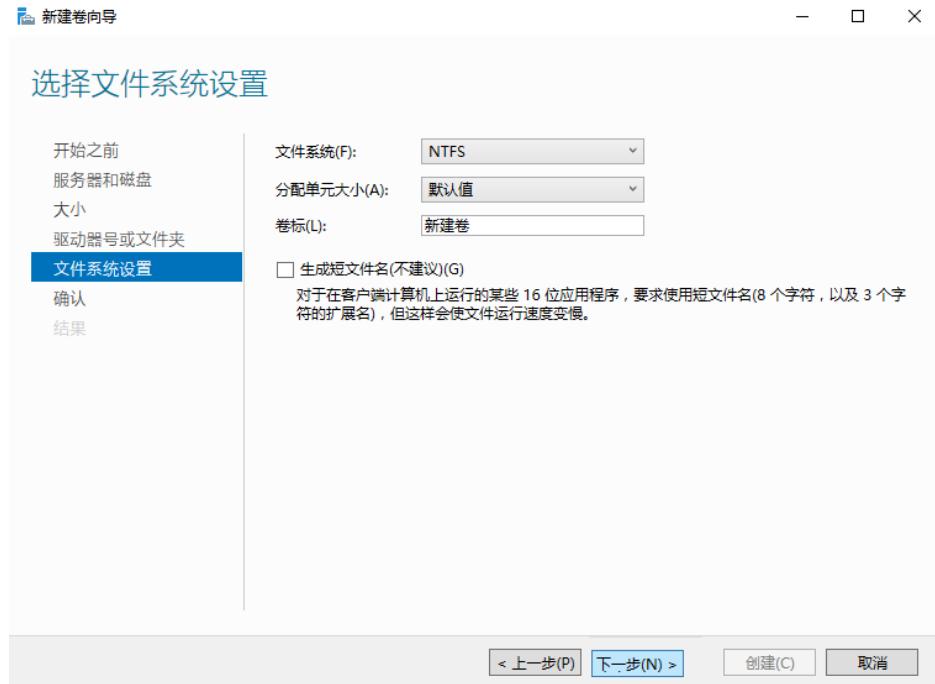 新建卷向导
选择文件系统设置
开始之前
服务器和磁盘
大小
驱动器号或文件夹
文件系统设置
确认
结果
文件系统(F):
NTFS
分配单元大小(A):
默认值
卷标(L):
新建卷
生成短文件名(不建议)(G)
对于在客户端计算机上运行的某些 16 位应用程序，要求使用短文件名(8 个字符，以及 3 个字
符的扩展名)，但这样会使文件运行速度变慢。
< 上一步(P)
下一步(N) >
创建(C)
取消